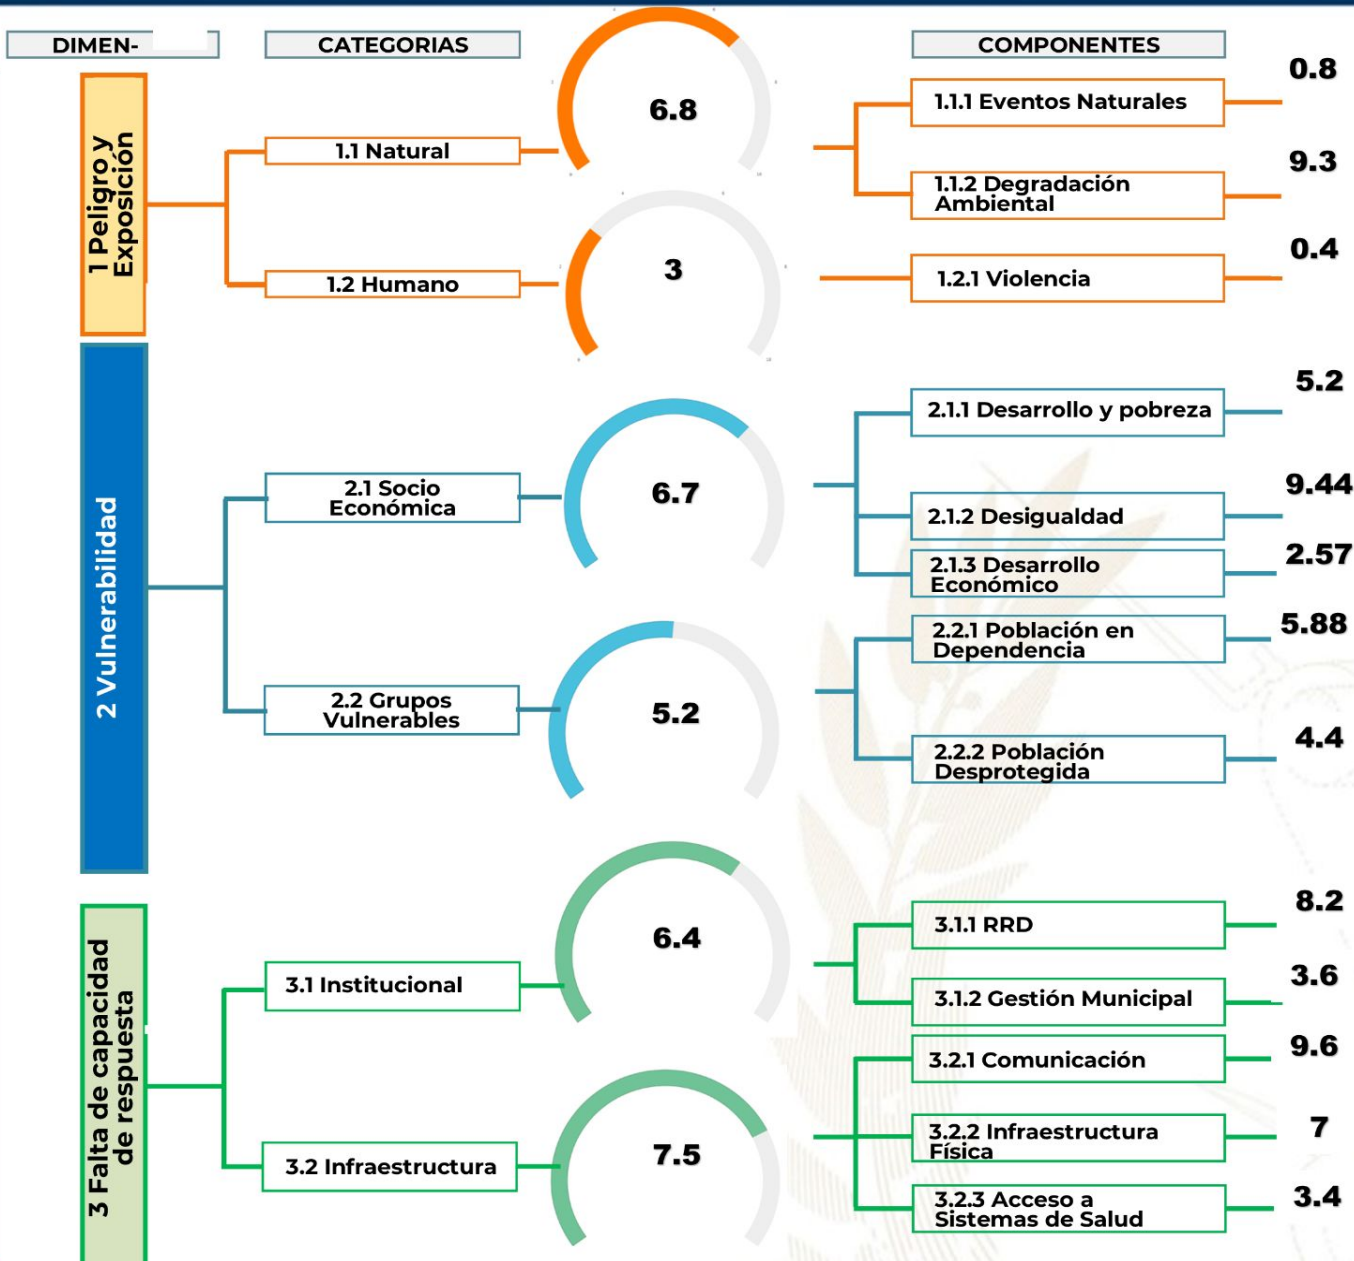 DIMEN-
CATEGORIAS
COMPONENTES
1 Peligro y
Exposición
1.1 Natural
6.8
1.1.1 Eventos Naturales
0.8
1.1.2 Degradación
Ambiental
9.3
1.2 Humano
3
1.2.1 Violencia
0.4
2 Vulnerabilidad
2.1 Socio
Económica
6.7
2.1.1 Desarrollo y pobreza
5.2
2.1.2 Desigualdad
9.44
2.1.3 Desarrollo
Económico
2.57
2.2 Grupos
Vulnerables
5.2
2.2.1 Población en
Dependencia
5.88
2.2.2 Población
Desprotegida
4.4
3 Falta de capacidad
de respuesta
3.1 Institucional
6.4
3.1.1 RRD
8.2
3.1.2 Gestión Municipal
3.6
3.2 Infraestructura
7.5
3.2.1 Comunicación
9.6
3.2.2 Infraestructura
Física
7
3.2.3 Acceso a
Sistemas de Salud
3.4